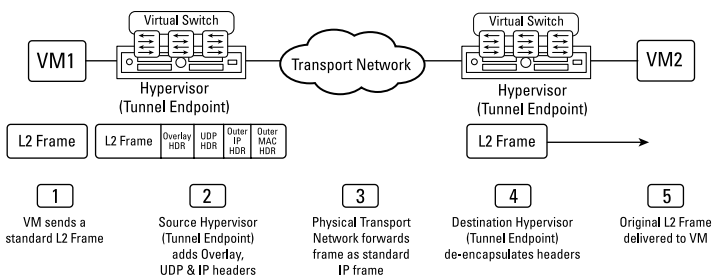 Virtual Switch
Virtual Switch
VM1
Transport Network
VM2
Hypervisor
(Tunnel Endpoint)
Hypervisor
(Tunnel Endpoint)
L2 Frame
L2 Frame
Overlay
HDR
UDP
HDR
Outer
IP
HDR
Outer
MAC
HDR
L2 Frame
1
VM sends a
standard L2 Frame
2
Source Hypervisor
(Tunnel Endpoint)
adds Overlay,
UDP & IP headers
3
Physical Transport
Network forwards
frame as standard
IP frame
4
Destination Hypervisor
(Tunnel Endpoint)
de-encapsulates headers
5
Original L2 Frame
delivered to VM